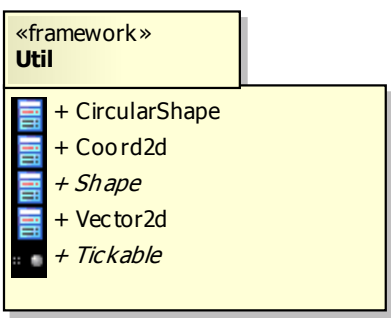 «framework»
Util
+ CircularShape
+ Coord2d
+ Shape
+ Vector2d
+ Tickable